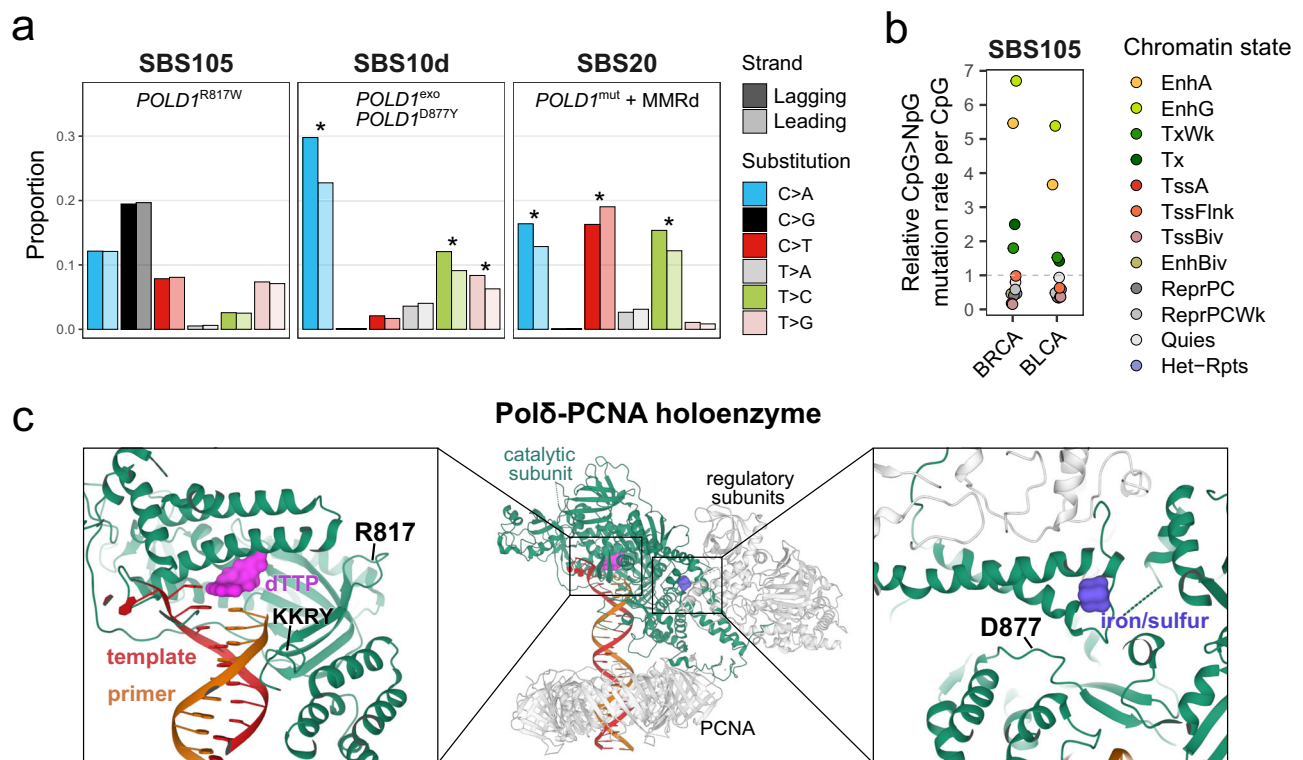 a
SBS105
SBS10d
SBS20
POLD1R817W
POLD1exo
POLD1D877Y
POLD1mut + MMRd
*
*
*
*
*
*
Proportion
0.3
0.2
0.1
0.0
Strand
Lagging
Leading
Substitution
C>A
C>G
C>T
T>A
T>C
T>G
b
SBS105
Relative CpG>NpG
mutation rate per CpG
7
6
5
4
3
2
1
0
BRCA
BLCA
Chromatin state
EnhA
EnhG
TxWk
Tx
TssA
TssFlnk
TssBiv
EnhBiv
ReprPC
ReprPCWk
Quies
Het−Rpts
c
Polδ-PCNA holoenzyme
R817
dTTP
KKRY
template
primer
catalytic
subunit
regulatory
subunits
PCNA
iron/sulfur
D877